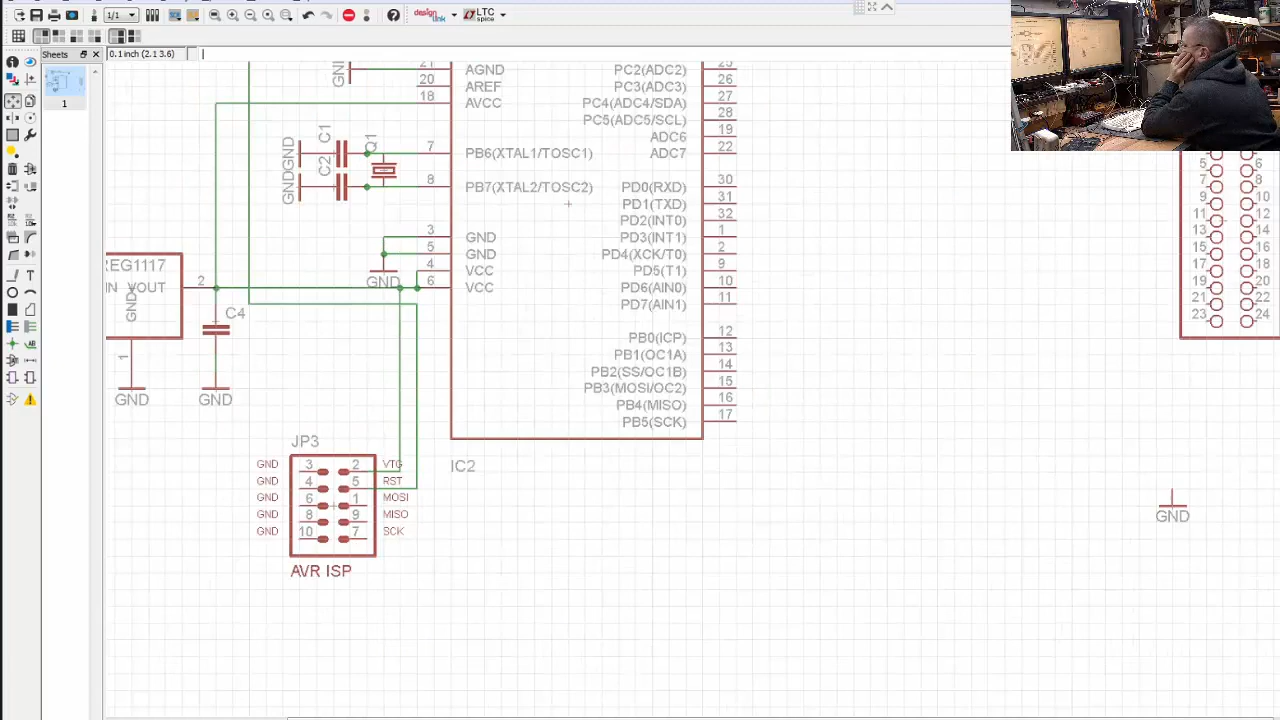 1/1
design link
LTC spice
Sheets
0.1 inch (2.1 3.6)
1
21 AGND
20 AREF
18 AVCC
7 PB6(XTAL1/TOSC1)
8 PB7(XTAL2/TOSC2)
3 GND
5 GND
4 VCC
6 VCC
PC2(ADC2) 25
PC3(ADC3) 26
PC4(ADC4/SDA) 27
PC5(ADC5/SCL) 28
ADC6 19
ADC7 22
PD0(RXD) 30
PD1(TXD) 31
PD2(INT0) 32
PD3(INT1) 1
PD4(XCK/T0) 2
PD5(T1) 9
PD6(AIN0) 10
PD7(AIN1) 11
PB0(ICP) 12
PB1(OC1A) 13
PB2(SS/OC1B) 14
PB3(MOSI/OC2) 15
PB4(MISO) 16
PB5(SCK) 17
IC2
GND
C1
C2
Q1
GND
GND
GND
REG1117
IN VOUT 2
GND
1
C4
GND
GND
JP3
GND 3 2 VTG
GND 4 5 RST
GND 6 1 MOSI
GND 8 9 MISO
GND 10 7 SCK
AVR ISP
5 6
7 8
9 10
11 12
13 14
15 16
17 18
19 20
21 22
23 24
GND